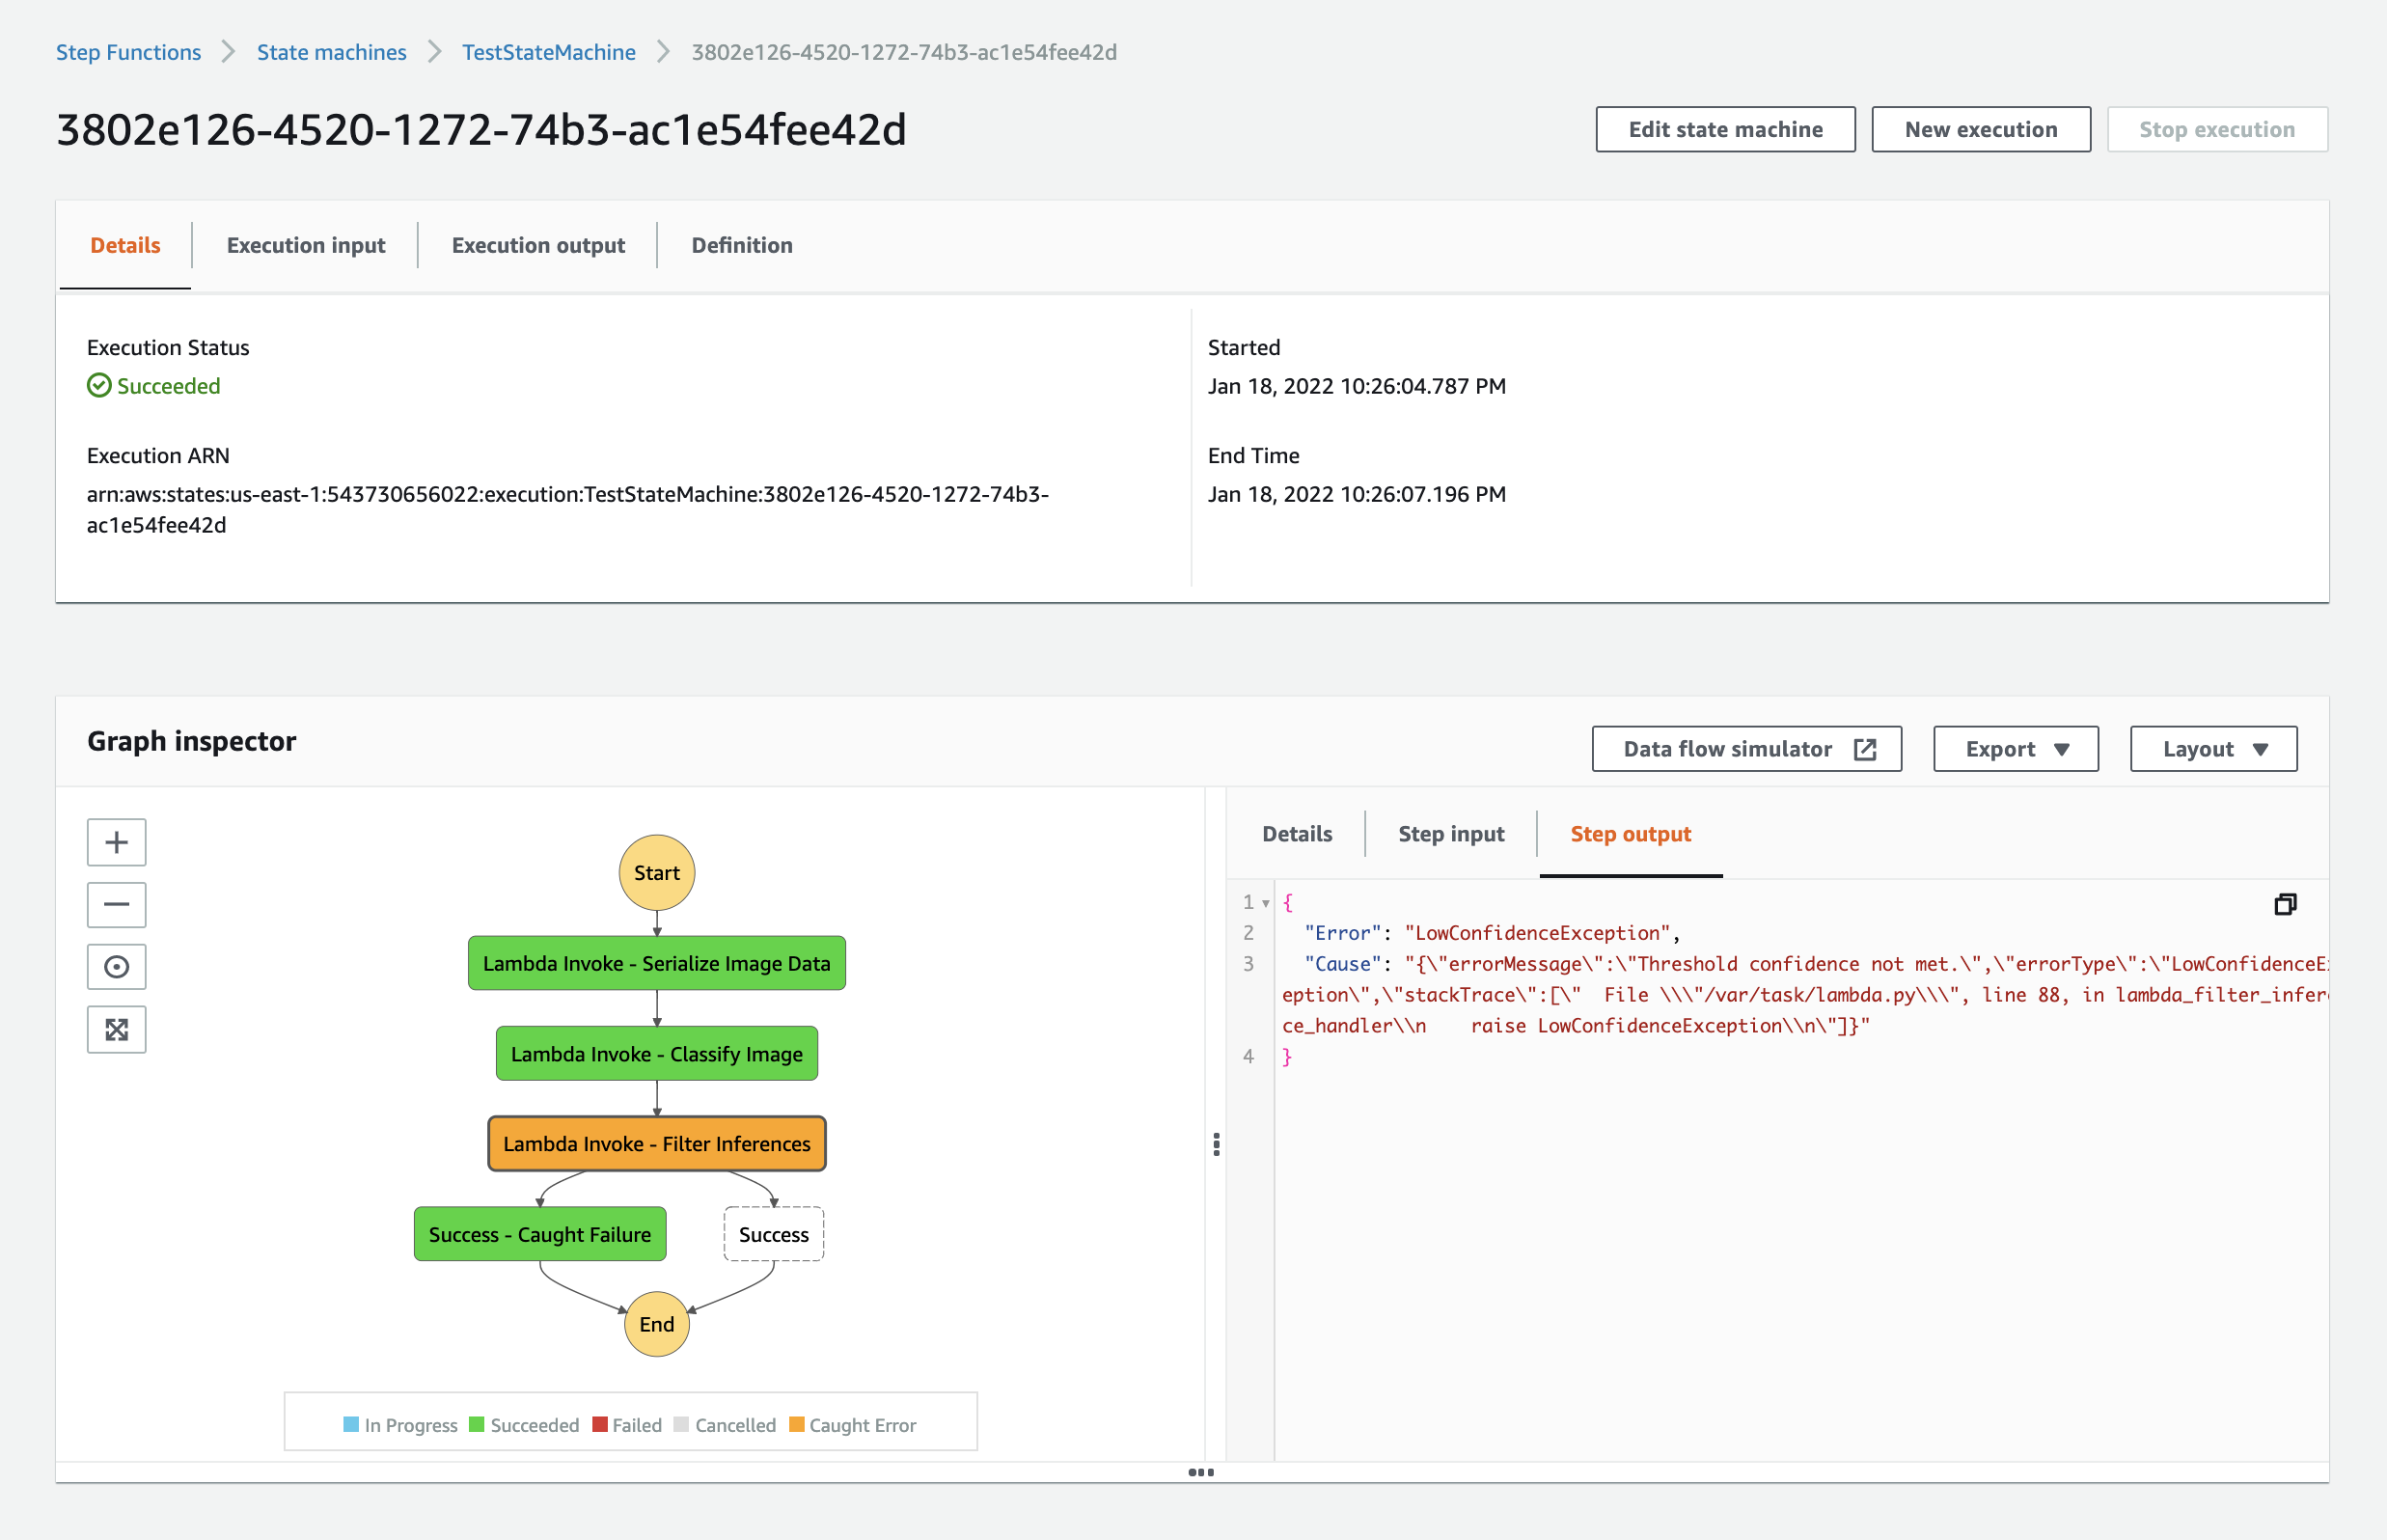 Step Functions > State machines > TestStateMachine > 3802e126-4520-1272-74b3-ac1e54fee42d
3802e126-4520-1272-74b3-ac1e54fee42d
Edit state machine
New execution
Stop execution
Details
Execution input
Execution output
Definition
Execution Status
Succeeded
Execution ARN
arn:aws:states:us-east-1:543730656022:execution:TestStateMachine:3802e126-4520-1272-74b3-
ac1e54fee42d
Started
Jan 18, 2022 10:26:04.787 PM
End Time
Jan 18, 2022 10:26:07.196 PM
Graph inspector
Data flow simulator
Export
Layout
Start
Lambda Invoke - Serialize Image Data
Lambda Invoke - Classify Image
Lambda Invoke - Filter Inferences
Success - Caught Failure
Success
End
In Progress
Succeeded
Failed
Cancelled
Caught Error
Details
Step input
Step output
1 {
2 "Error": "LowConfidenceException",
3 "Cause": "{\"errorMessage\":\"Threshold confidence not met.\",\"errorType\":\"LowConfidenceE
eption\",\"stackTrace\":[\"  File \\\"/var/task/lambda.py\\\", line 88, in lambda_filter_infer
ce_handler\\n    raise LowConfidenceException\\n\"]}"
4 }